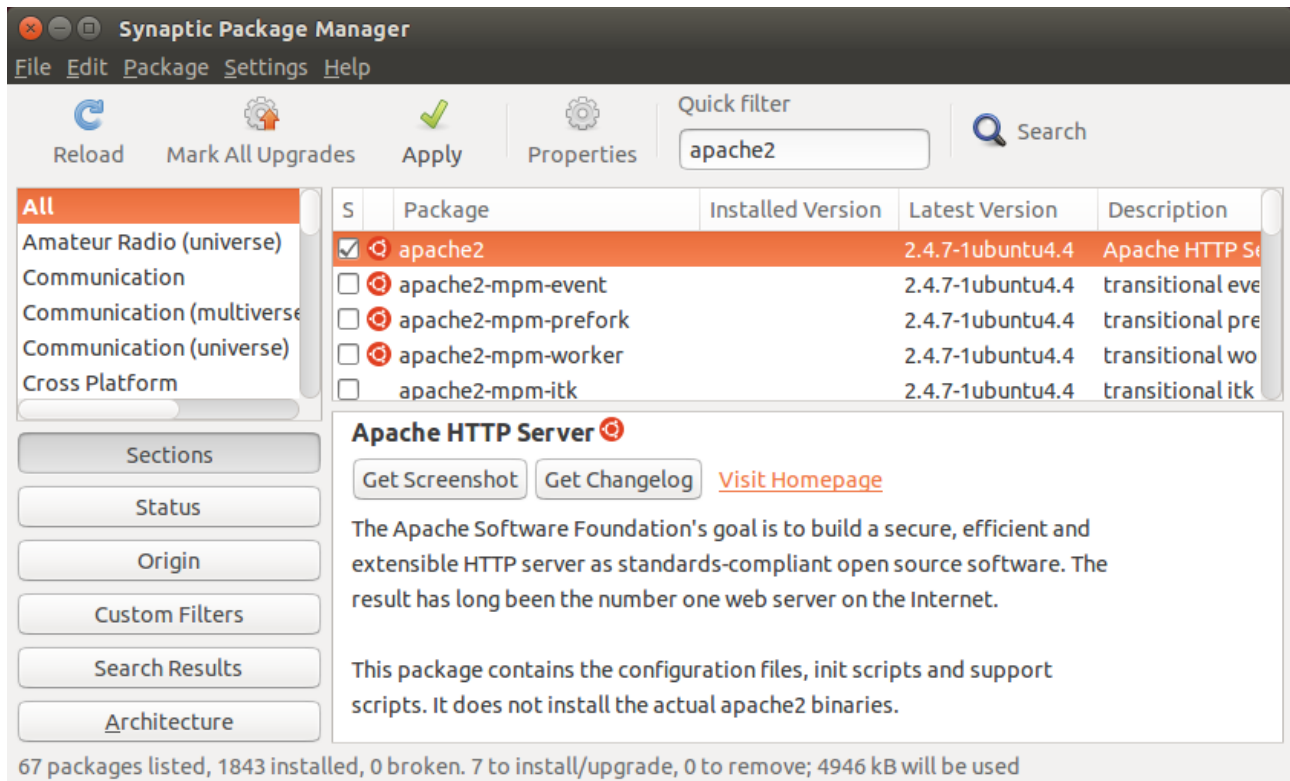 Synaptic Package Manager
File Edit Package Settings Help
Reload Mark All Upgrades Apply Properties Quick filter apache2 Search
All
Amateur Radio (universe)
Communication
Communication (multiverse
Communication (universe)
Cross Platform
S Package Installed Version Latest Version Description
apache2 2.4.7-1ubuntu4.4 Apache HTTP Se
apache2-mpm-event 2.4.7-1ubuntu4.4 transitional eve
apache2-mpm-prefork 2.4.7-1ubuntu4.4 transitional pre
apache2-mpm-worker 2.4.7-1ubuntu4.4 transitional wo
apache2-mpm-itk 2.4.7-1ubuntu4.4 transitional itk
Sections
Status
Origin
Custom Filters
Search Results
Architecture
Apache HTTP Server
Get Screenshot Get Changelog Visit Homepage
The Apache Software Foundation's goal is to build a secure, efficient and
extensible HTTP server as standards-compliant open source software. The
result has long been the number one web server on the Internet.
This package contains the configuration files, init scripts and support
scripts. It does not install the actual apache2 binaries.
67 packages listed, 1843 installed, 0 broken. 7 to install/upgrade, 0 to remove; 4946 kB will be used